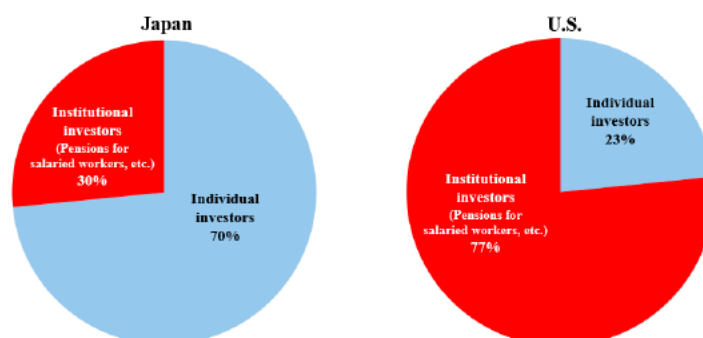 Japan
Institutional
investors
(Pensions for
salaried workers, etc.)
30%
Individual
investors
70%
U.S.
Individual
investors
23%
Institutional
investors
(Pensions for
salaried workers, etc.)
77%